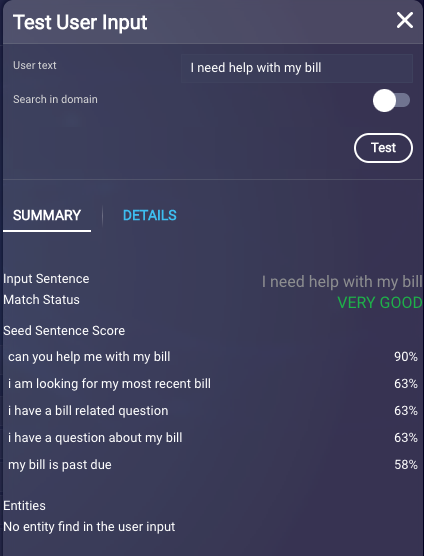 Test User Input
User text I need help with my bill
Search in domain
Test
SUMMARY DETAILS
Input Sentence I need help with my bill
Match Status VERY GOOD
Seed Sentence Score
can you help me with my bill 90%
i am looking for my most recent bill 63%
i have a bill related question 63%
i have a question about my bill 63%
my bill is past due 58%
Entities
No entity find in the user input